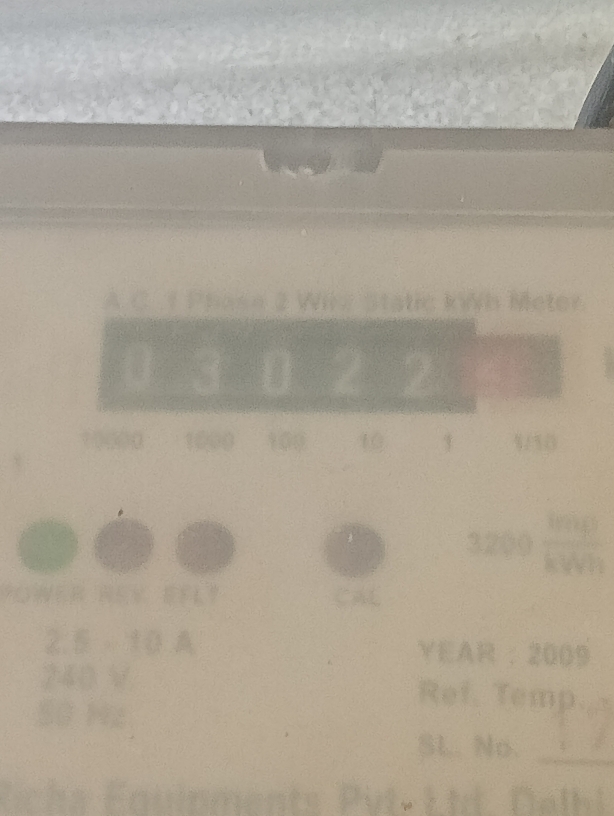 A.C. 1 Phase 2 Wire Static kWh Meter
0 3 0 2 2
10000 1000 100 10 1 1/10
POWER REV EFLT CAL
3200 Imp/kWh
2.5 - 10 A
240 V
50 Hz
YEAR : 2009
Ref. Temp.
SL. No.
Richa Equipments Pvt. Ltd. Delhi